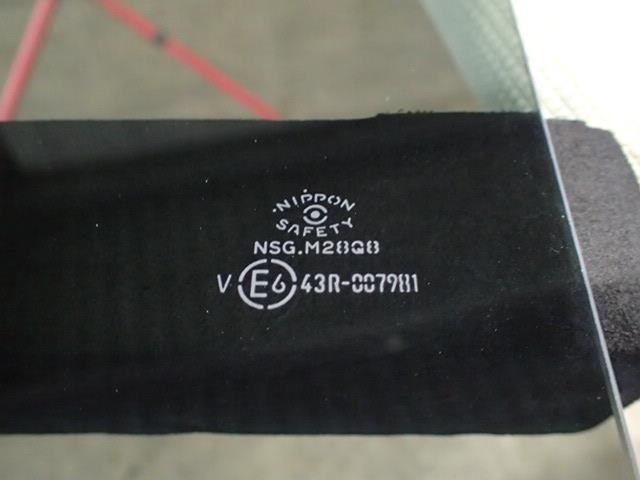 NIPPON
SAFETY
NSG.M28Q8
V E6 43R-007981